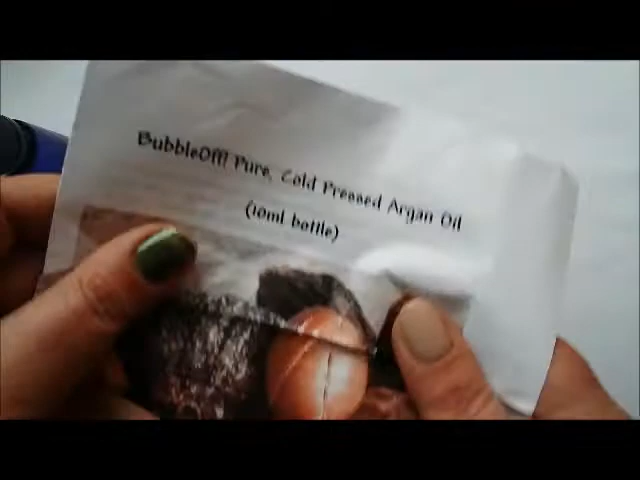 BubbleOff! Pure, Cold Pressed Argan Oil
(10ml bottle)